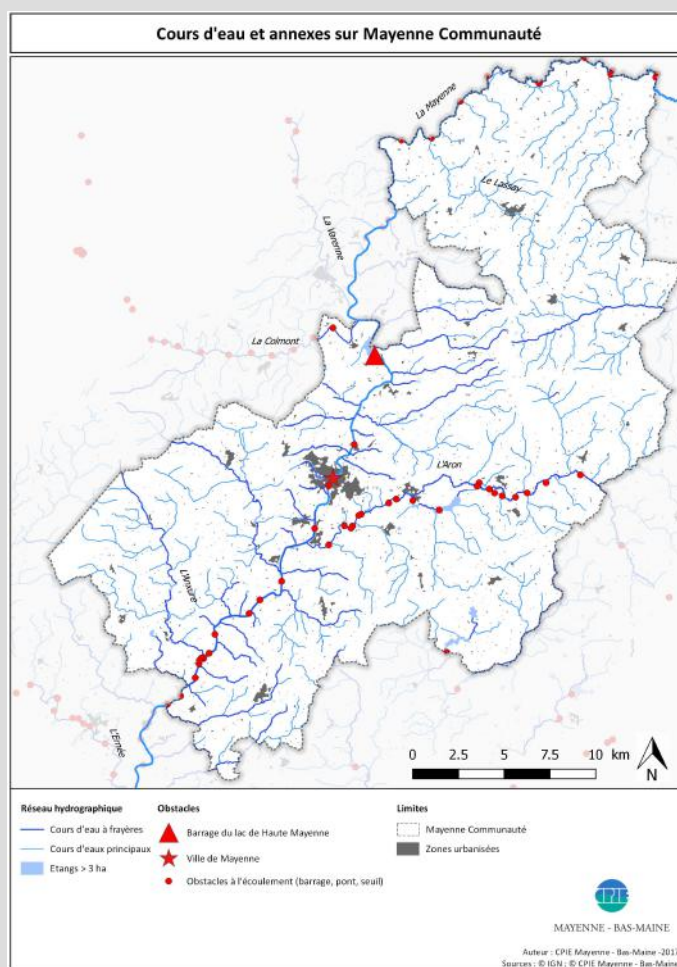 Cours d'eau et annexes sur Mayenne Communauté
La Mayenne
Le Lassay
La Varenne
La Colmont
L'Aron
L'Anxure
L'Ernée
0 2.5 5 7.5 10 km
N
Réseau hydrographique
Cours d'eau à frayères
Cours d'eaux principaux
Etangs > 3 ha
Obstacles
Barrage du lac de Haute Mayenne
Ville de Mayenne
Obstacles à l'écoulement (barrage, pont, seuil)
Limites
Mayenne Communauté
Zones urbanisées
CPIE
MAYENNE - BAS-MAINE
Auteur : CPIE Mayenne - Bas-Maine -2017
Sources : © IGN ; © CPIE Mayenne - Bas-Maine